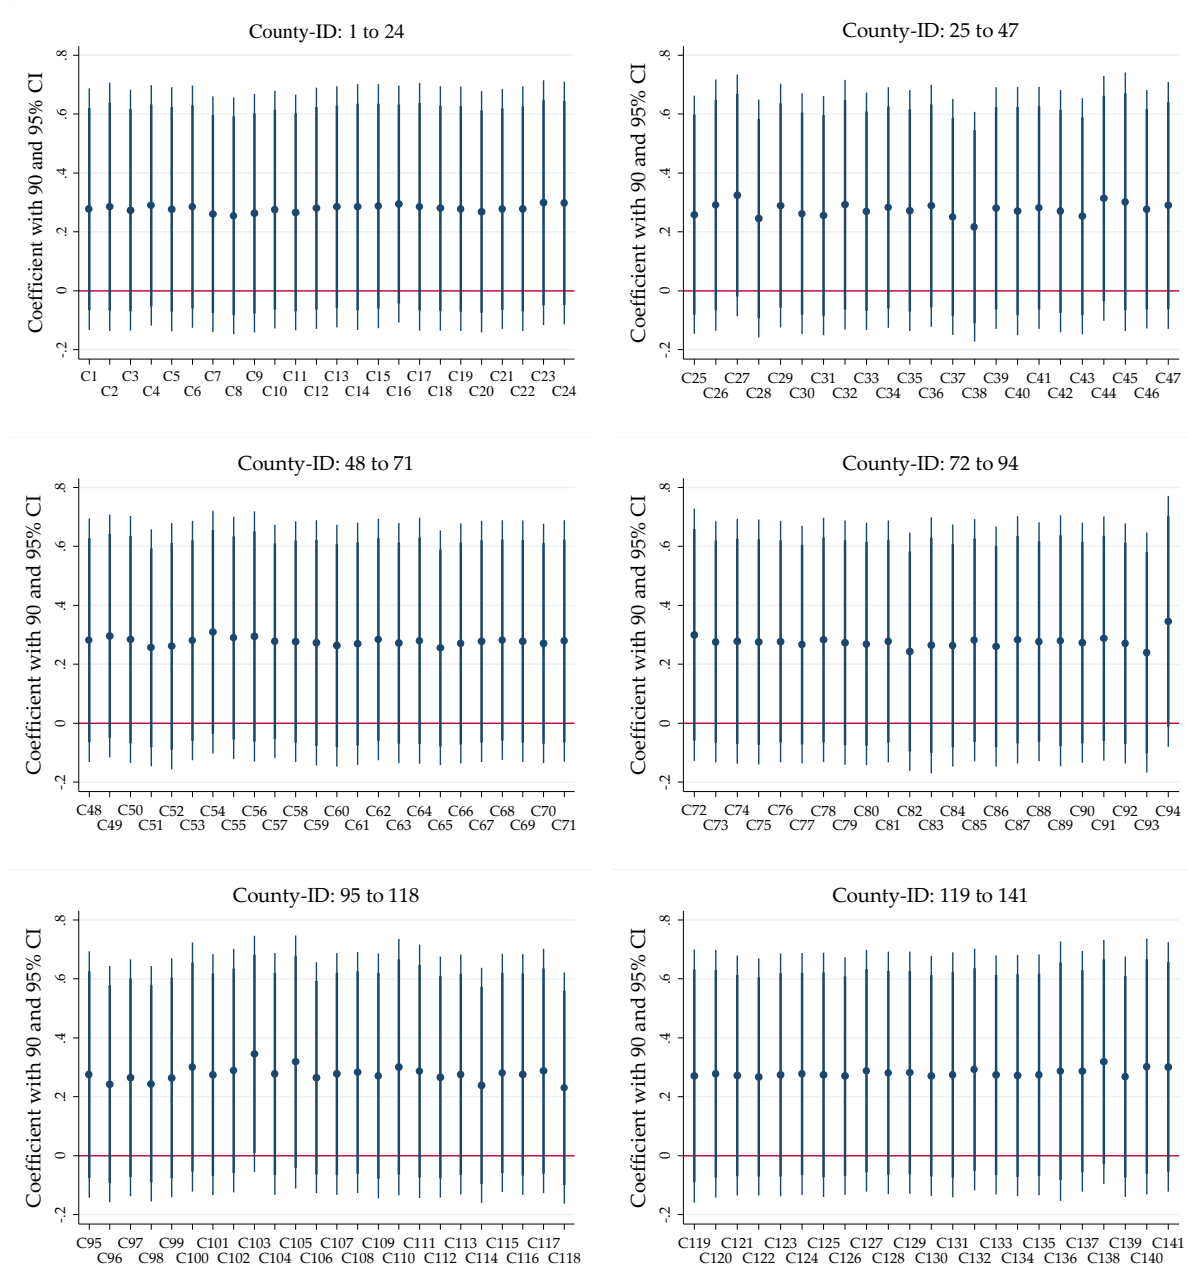 County-ID: 1 to 24
Coefficient with 90 and 95% CI
.8
.6
.4
.2
0
-.2
C1 C3 C5 C7 C9 C11 C13 C15 C17 C19 C21 C23
C2 C4 C6 C8 C10 C12 C14 C16 C18 C20 C22 C24
County-ID: 25 to 47
Coefficient with 90 and 95% CI
.8
.6
.4
.2
0
-.2
C25 C27 C29 C31 C33 C35 C37 C39 C41 C43 C45 C47
C26 C28 C30 C32 C34 C36 C38 C40 C42 C44 C46
County-ID: 48 to 71
Coefficient with 90 and 95% CI
.8
.6
.4
.2
0
-.2
C48 C50 C52 C54 C56 C58 C60 C62 C64 C66 C68 C70
C49 C51 C53 C55 C57 C59 C61 C63 C65 C67 C69 C71
County-ID: 72 to 94
Coefficient with 90 and 95% CI
.8
.6
.4
.2
0
-.2
C72 C74 C76 C78 C80 C82 C84 C86 C88 C90 C92 C94
C73 C75 C77 C79 C81 C83 C85 C87 C89 C91 C93
County-ID: 95 to 118
Coefficient with 90 and 95% CI
.8
.6
.4
.2
0
-.2
C95 C97 C99 C101 C103 C105 C107 C109 C111 C113 C115 C117
C96 C98 C100 C102 C104 C106 C108 C110 C112 C114 C116 C118
County-ID: 119 to 141
Coefficient with 90 and 95% CI
.8
.6
.4
.2
0
-.2
C119 C121 C123 C125 C127 C129 C131 C133 C135 C137 C139 C141
C120 C122 C124 C126 C128 C130 C132 C134 C136 C138 C140